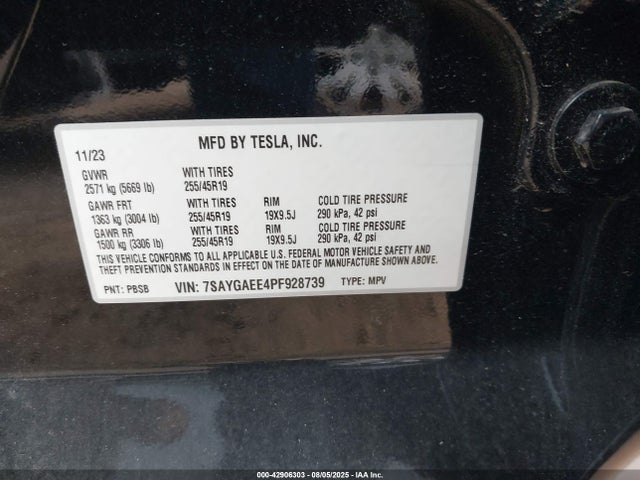 MFD BY TESLA, INC.
11/23
GVWR WITH TIRES
2571 kg (5669 lb) 255/45R19
GAWR FRT WITH TIRES RIM COLD TIRE PRESSURE
1363 kg (3004 lb) 255/45R19 19X9.5J 290 kPa, 42 psi
GAWR RR WITH TIRES RIM COLD TIRE PRESSURE
1500 kg (3306 lb) 255/45R19 19X9.5J 290 kPa, 42 psi
THIS VEHICLE CONFORMS TO ALL APPLICABLE U.S. FEDERAL MOTOR VEHICLE SAFETY AND
THEFT PREVENTION STANDARDS IN EFFECT ON THE DATE OF MANUFACTURE SHOWN ABOVE.
PNT: PBSB VIN: 7SAYGAEE4PF928739 TYPE: MPV
000-42906303 - 08/05/2025 - IAA Inc.